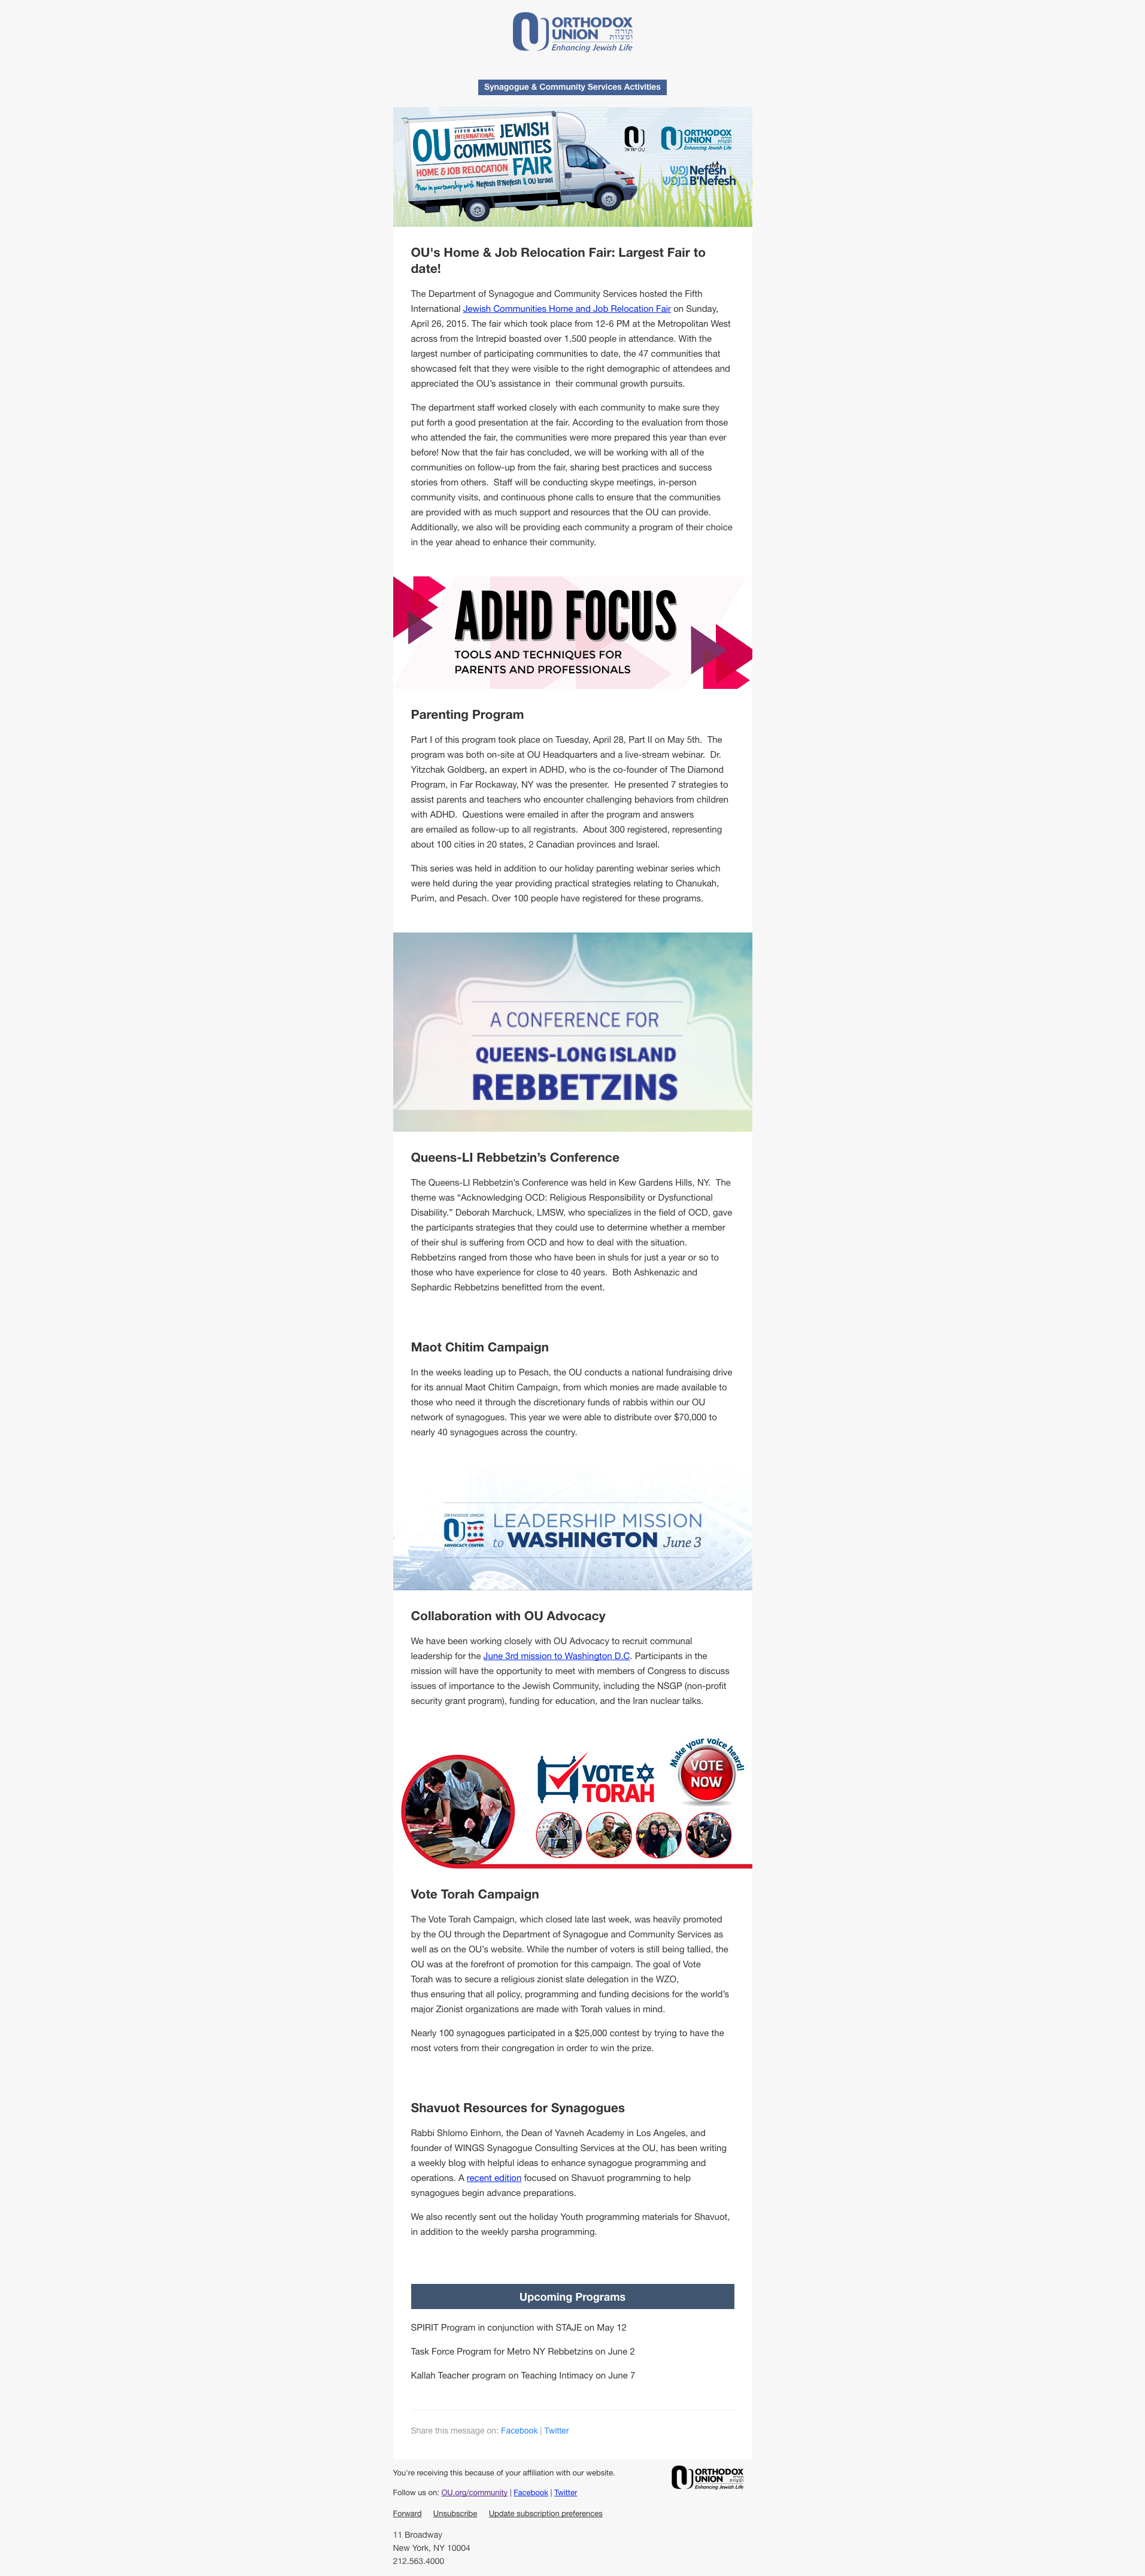 ORTHODOX
UNION תורה
ומצוות
Enhancing Jewish Life
Synagogue & Community Services Activities
OU FIFTH ANNUAL INTERNATIONAL JEWISH
COMMUNITIES
HOME & JOB RELOCATION FAIR
Now in partnership with Nefesh B'Nefesh & OU Israel
OU ישראל
ORTHODOX
UNION
Enhancing Jewish Life
נפש Nefesh
בנפש B'Nefesh
OU's Home & Job Relocation Fair: Largest Fair to
date!
The Department of Synagogue and Community Services hosted the Fifth
International Jewish Communities Home and Job Relocation Fair on Sunday,
April 26, 2015. The fair which took place from 12-6 PM at the Metropolitan West
across from the Intrepid boasted over 1,500 people in attendance. With the
largest number of participating communities to date, the 47 communities that
showcased felt that they were visible to the right demographic of attendees and
appreciated the OU’s assistance in  their communal growth pursuits.
The department staff worked closely with each community to make sure they
put forth a good presentation at the fair. According to the evaluation from those
who attended the fair, the communities were more prepared this year than ever
before! Now that the fair has concluded, we will be working with all of the
communities on follow-up from the fair, sharing best practices and success
stories from others.  Staff will be conducting skype meetings, in-person
community visits, and continuous phone calls to ensure that the communities
are provided with as much support and resources that the OU can provide.
Additionally, we also will be providing each community a program of their choice
in the year ahead to enhance their community.
ADHD FOCUS
TOOLS AND TECHNIQUES FOR
PARENTS AND PROFESSIONALS
Parenting Program
Part I of this program took place on Tuesday, April 28, Part II on May 5th.  The
program was both on-site at OU Headquarters and a live-stream webinar.  Dr.
Yitzchak Goldberg, an expert in ADHD, who is the co-founder of The Diamond
Program, in Far Rockaway, NY was the presenter.  He presented 7 strategies to
assist parents and teachers who encounter challenging behaviors from children
with ADHD.  Questions were emailed in after the program and answers
are emailed as follow-up to all registrants.  About 300 registered, representing
about 100 cities in 20 states, 2 Canadian provinces and Israel.
This series was held in addition to our holiday parenting webinar series which
were held during the year providing practical strategies relating to Chanukah,
Purim, and Pesach. Over 100 people have registered for these programs.
A CONFERENCE FOR
QUEENS-LONG ISLAND
REBBETZINS
Queens-LI Rebbetzin’s Conference
The Queens-LI Rebbetzin’s Conference was held in Kew Gardens Hills, NY.  The
theme was “Acknowledging OCD: Religious Responsibility or Dysfunctional
Disability.” Deborah Marchuck, LMSW, who specializes in the field of OCD, gave
the participants strategies that they could use to determine whether a member
of their shul is suffering from OCD and how to deal with the situation.
Rebbetzins ranged from those who have been in shuls for just a year or so to
those who have experience for close to 40 years.  Both Ashkenazic and
Sephardic Rebbetzins benefitted from the event.
Maot Chitim Campaign
In the weeks leading up to Pesach, the OU conducts a national fundraising drive
for its annual Maot Chitim Campaign, from which monies are made available to
those who need it through the discretionary funds of rabbis within our OU
network of synagogues. This year we were able to distribute over $70,000 to
nearly 40 synagogues across the country.
ORTHODOX UNION
ADVOCACY CENTER
LEADERSHIP MISSION
to WASHINGTON June 3
Collaboration with OU Advocacy
We have been working closely with OU Advocacy to recruit communal
leadership for the June 3rd mission to Washington D.C. Participants in the
mission will have the opportunity to meet with members of Congress to discuss
issues of importance to the Jewish Community, including the NSGP (non-profit
security grant program), funding for education, and the Iran nuclear talks.
VOTE
TORAH
Make your voice heard!
VOTE
NOW
Vote Torah Campaign
The Vote Torah Campaign, which closed late last week, was heavily promoted
by the OU through the Department of Synagogue and Community Services as
well as on the OU’s website. While the number of voters is still being tallied, the
OU was at the forefront of promotion for this campaign. The goal of Vote
Torah was to secure a religious zionist slate delegation in the WZO,
thus ensuring that all policy, programming and funding decisions for the world’s
major Zionist organizations are made with Torah values in mind.
Nearly 100 synagogues participated in a $25,000 contest by trying to have the
most voters from their congregation in order to win the prize.
Shavuot Resources for Synagogues
Rabbi Shlomo Einhorn, the Dean of Yavneh Academy in Los Angeles, and
founder of WINGS Synagogue Consulting Services at the OU, has been writing
a weekly blog with helpful ideas to enhance synagogue programming and
operations. A recent edition focused on Shavuot programming to help
synagogues begin advance preparations.
We also recently sent out the holiday Youth programming materials for Shavuot,
in addition to the weekly parsha programming.
Upcoming Programs
SPIRIT Program in conjunction with STAJE on May 12
Task Force Program for Metro NY Rebbetzins on June 2
Kallah Teacher program on Teaching Intimacy on June 7
Share this message on: Facebook | Twitter
You're receiving this because of your affiliation with our website.
ORTHODOX
UNION תורה
ומצוות
Enhancing Jewish Life
Follow us on: OU.org/community | Facebook | Twitter
Forward Unsubscribe Update subscription preferences
11 Broadway
New York, NY 10004
212.563.4000